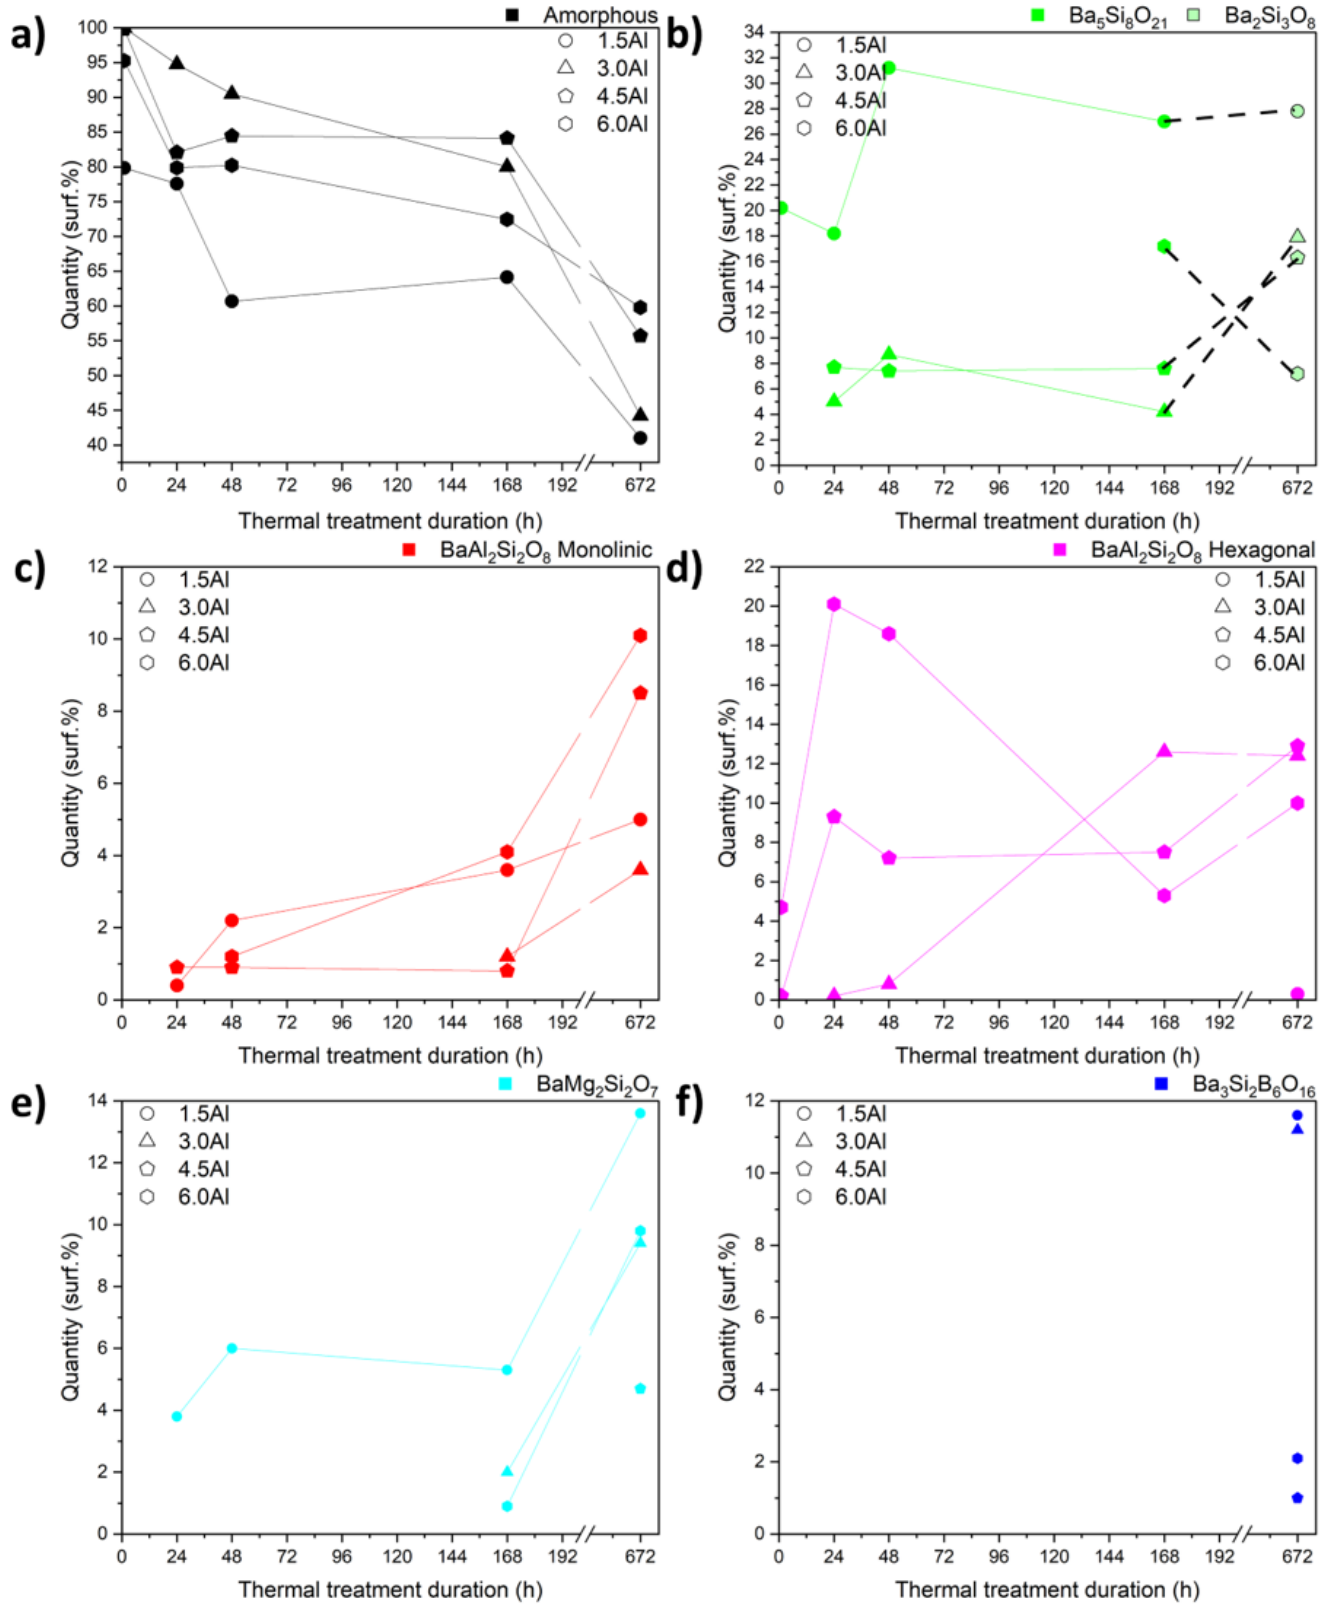 a)
Amorphous
1.5Al
3.0Al
4.5Al
6.0Al
Quantity (surf.%)
100
95
90
85
80
75
70
65
60
55
50
45
40
0 24 48 72 96 120 144 168 192 672
Thermal treatment duration (h)
b)
Ba₅Si₈O₂₁ Ba₂Si₃O₈
1.5Al
3.0Al
4.5Al
6.0Al
Quantity (surf.%)
34
32
30
28
26
24
22
20
18
16
14
12
10
8
6
4
2
0
0 24 48 72 96 120 144 168 192 672
Thermal treatment duration (h)
c)
BaAl₂Si₂O₈ Monolinic
1.5Al
3.0Al
4.5Al
6.0Al
Quantity (surf.%)
12
10
8
6
4
2
0
0 24 48 72 96 120 144 168 192 672
Thermal treatment duration (h)
d)
BaAl₂Si₂O₈ Hexagonal
1.5Al
3.0Al
4.5Al
6.0Al
Quantity (surf.%)
22
20
18
16
14
12
10
8
6
4
2
0
0 24 48 72 96 120 144 168 192 672
Thermal treatment duration (h)
e)
BaMg₂Si₂O₇
1.5Al
3.0Al
4.5Al
6.0Al
Quantity (surf.%)
14
12
10
8
6
4
2
0
0 24 48 72 96 120 144 168 192 672
Thermal treatment duration (h)
f)
Ba₃Si₂B₆O₁₆
1.5Al
3.0Al
4.5Al
6.0Al
Quantity (surf.%)
12
10
8
6
4
2
0
0 24 48 72 96 120 144 168 192 672
Thermal treatment duration (h)